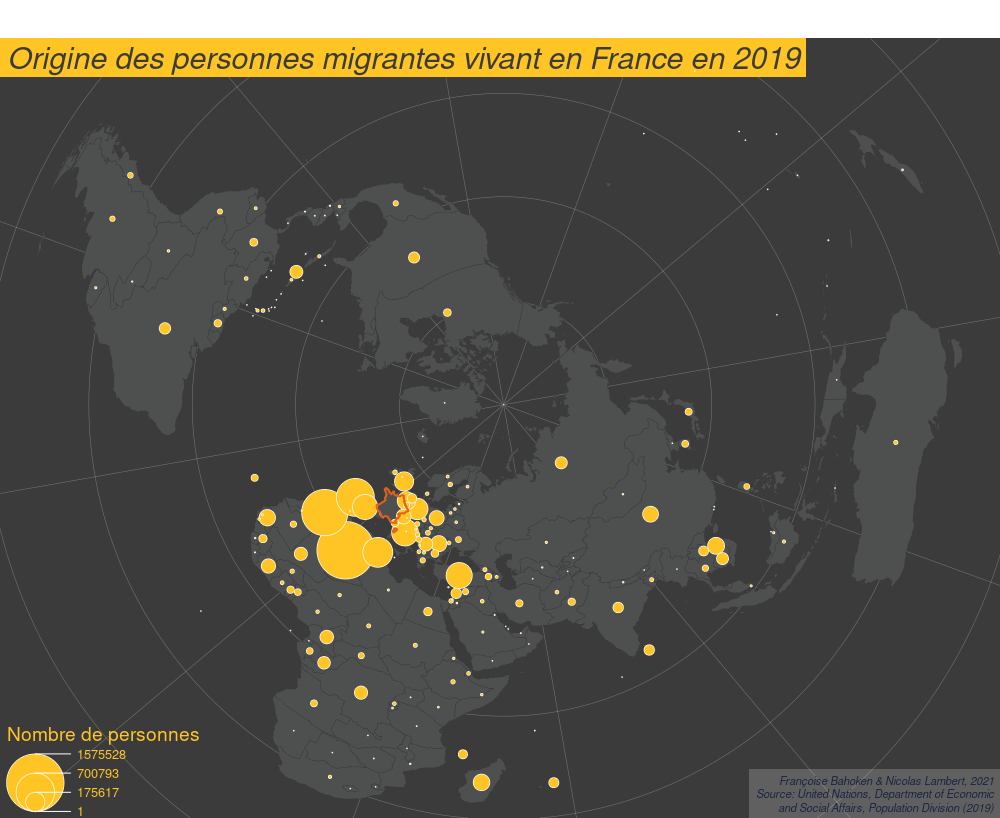 Origine des personnes migrantes vivant en France en 2019
Nombre de personnes
1575528
700793
175617
1
Françoise Bahoken & Nicolas Lambert, 2021
Source: United Nations, Department of Economic
and Social Affairs, Population Division (2019)